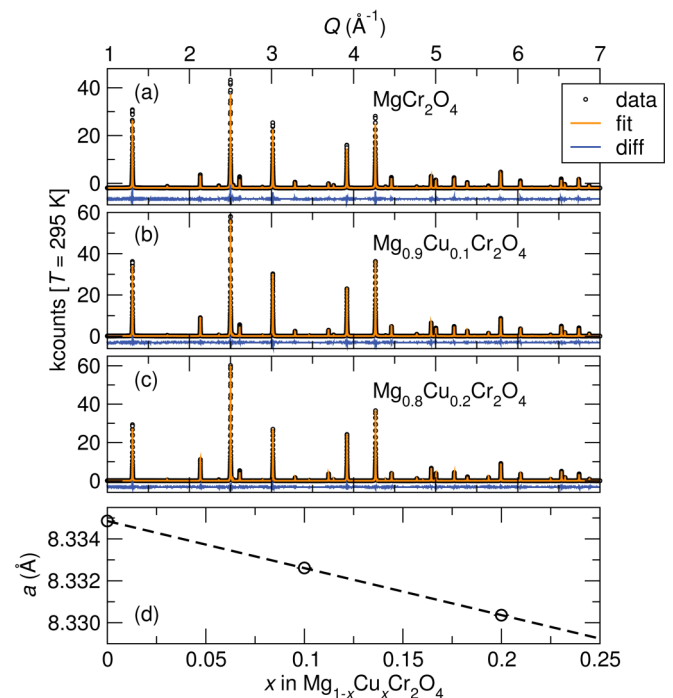 Q (Å⁻¹)
1 2 3 4 5 6 7
(a) MgCr₂O₄
40
20
0
data
fit
diff
kcounts [T = 295 K]
(b) Mg₀.₉Cu₀.₁Cr₂O₄
60
40
20
0
(c) Mg₀.₈Cu₀.₂Cr₂O₄
60
40
20
0
a (Å)
8.334
8.332
8.330
(d)
0 0.05 0.1 0.15 0.2 0.25
x in Mg₁₋ₓCuₓCr₂O₄